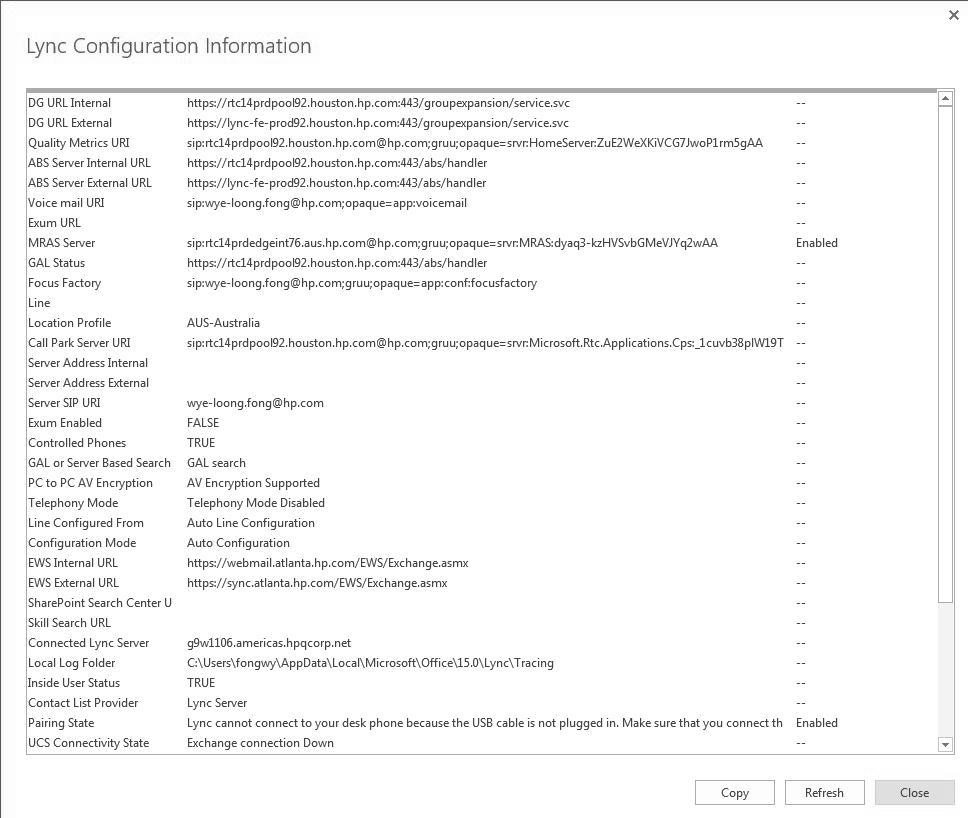 Lync Configuration Information
DG URL Internal https://rtc14prdpool92.houston.hp.com:443/groupexpansion/service.svc --
DG URL External https://lync-fe-prod92.houston.hp.com:443/groupexpansion/service.svc --
Quality Metrics URI sip:rtc14prdpool92.houston.hp.com@hp.com;gruu;opaque=srvr:HomeServer:ZuE2WeXKiVCG7JwoP1rm5gAA --
ABS Server Internal URL https://rtc14prdpool92.houston.hp.com:443/abs/handler --
ABS Server External URL https://lync-fe-prod92.houston.hp.com:443/abs/handler --
Voice mail URI sip:wye-loong.fong@hp.com;opaque=app:voicemail --
Exum URL --
MRAS Server sip:rtc14prdedgeint76.aus.hp.com@hp.com;gruu;opaque=srvr:MRAS:dyaq3-kzHVSvbGMeVJYq2wAA Enabled
GAL Status https://rtc14prdpool92.houston.hp.com:443/abs/handler --
Focus Factory sip:wye-loong.fong@hp.com;gruu;opaque=app:conf:focusfactory --
Line --
Location Profile AUS-Australia --
Call Park Server URI sip:rtc14prdpool92.houston.hp.com@hp.com;gruu;opaque=srvr:Microsoft.Rtc.Applications.Cps:_1cuvb38plW19T --
Server Address Internal --
Server Address External --
Server SIP URI wye-loong.fong@hp.com --
Exum Enabled FALSE --
Controlled Phones TRUE --
GAL or Server Based Search GAL search --
PC to PC AV Encryption AV Encryption Supported --
Telephony Mode Telephony Mode Disabled --
Line Configured From Auto Line Configuration --
Configuration Mode Auto Configuration --
EWS Internal URL https://webmail.atlanta.hp.com/EWS/Exchange.asmx --
EWS External URL https://sync.atlanta.hp.com/EWS/Exchange.asmx --
SharePoint Search Center U --
Skill Search URL --
Connected Lync Server g9w1106.americas.hpqcorp.net --
Local Log Folder C:\Users\fongwy\AppData\Local\Microsoft\Office\15.0\Lync\Tracing --
Inside User Status TRUE --
Contact List Provider Lync Server --
Pairing State Lync cannot connect to your desk phone because the USB cable is not plugged in. Make sure that you connect th Enabled
UCS Connectivity State Exchange connection Down --
Copy Refresh Close